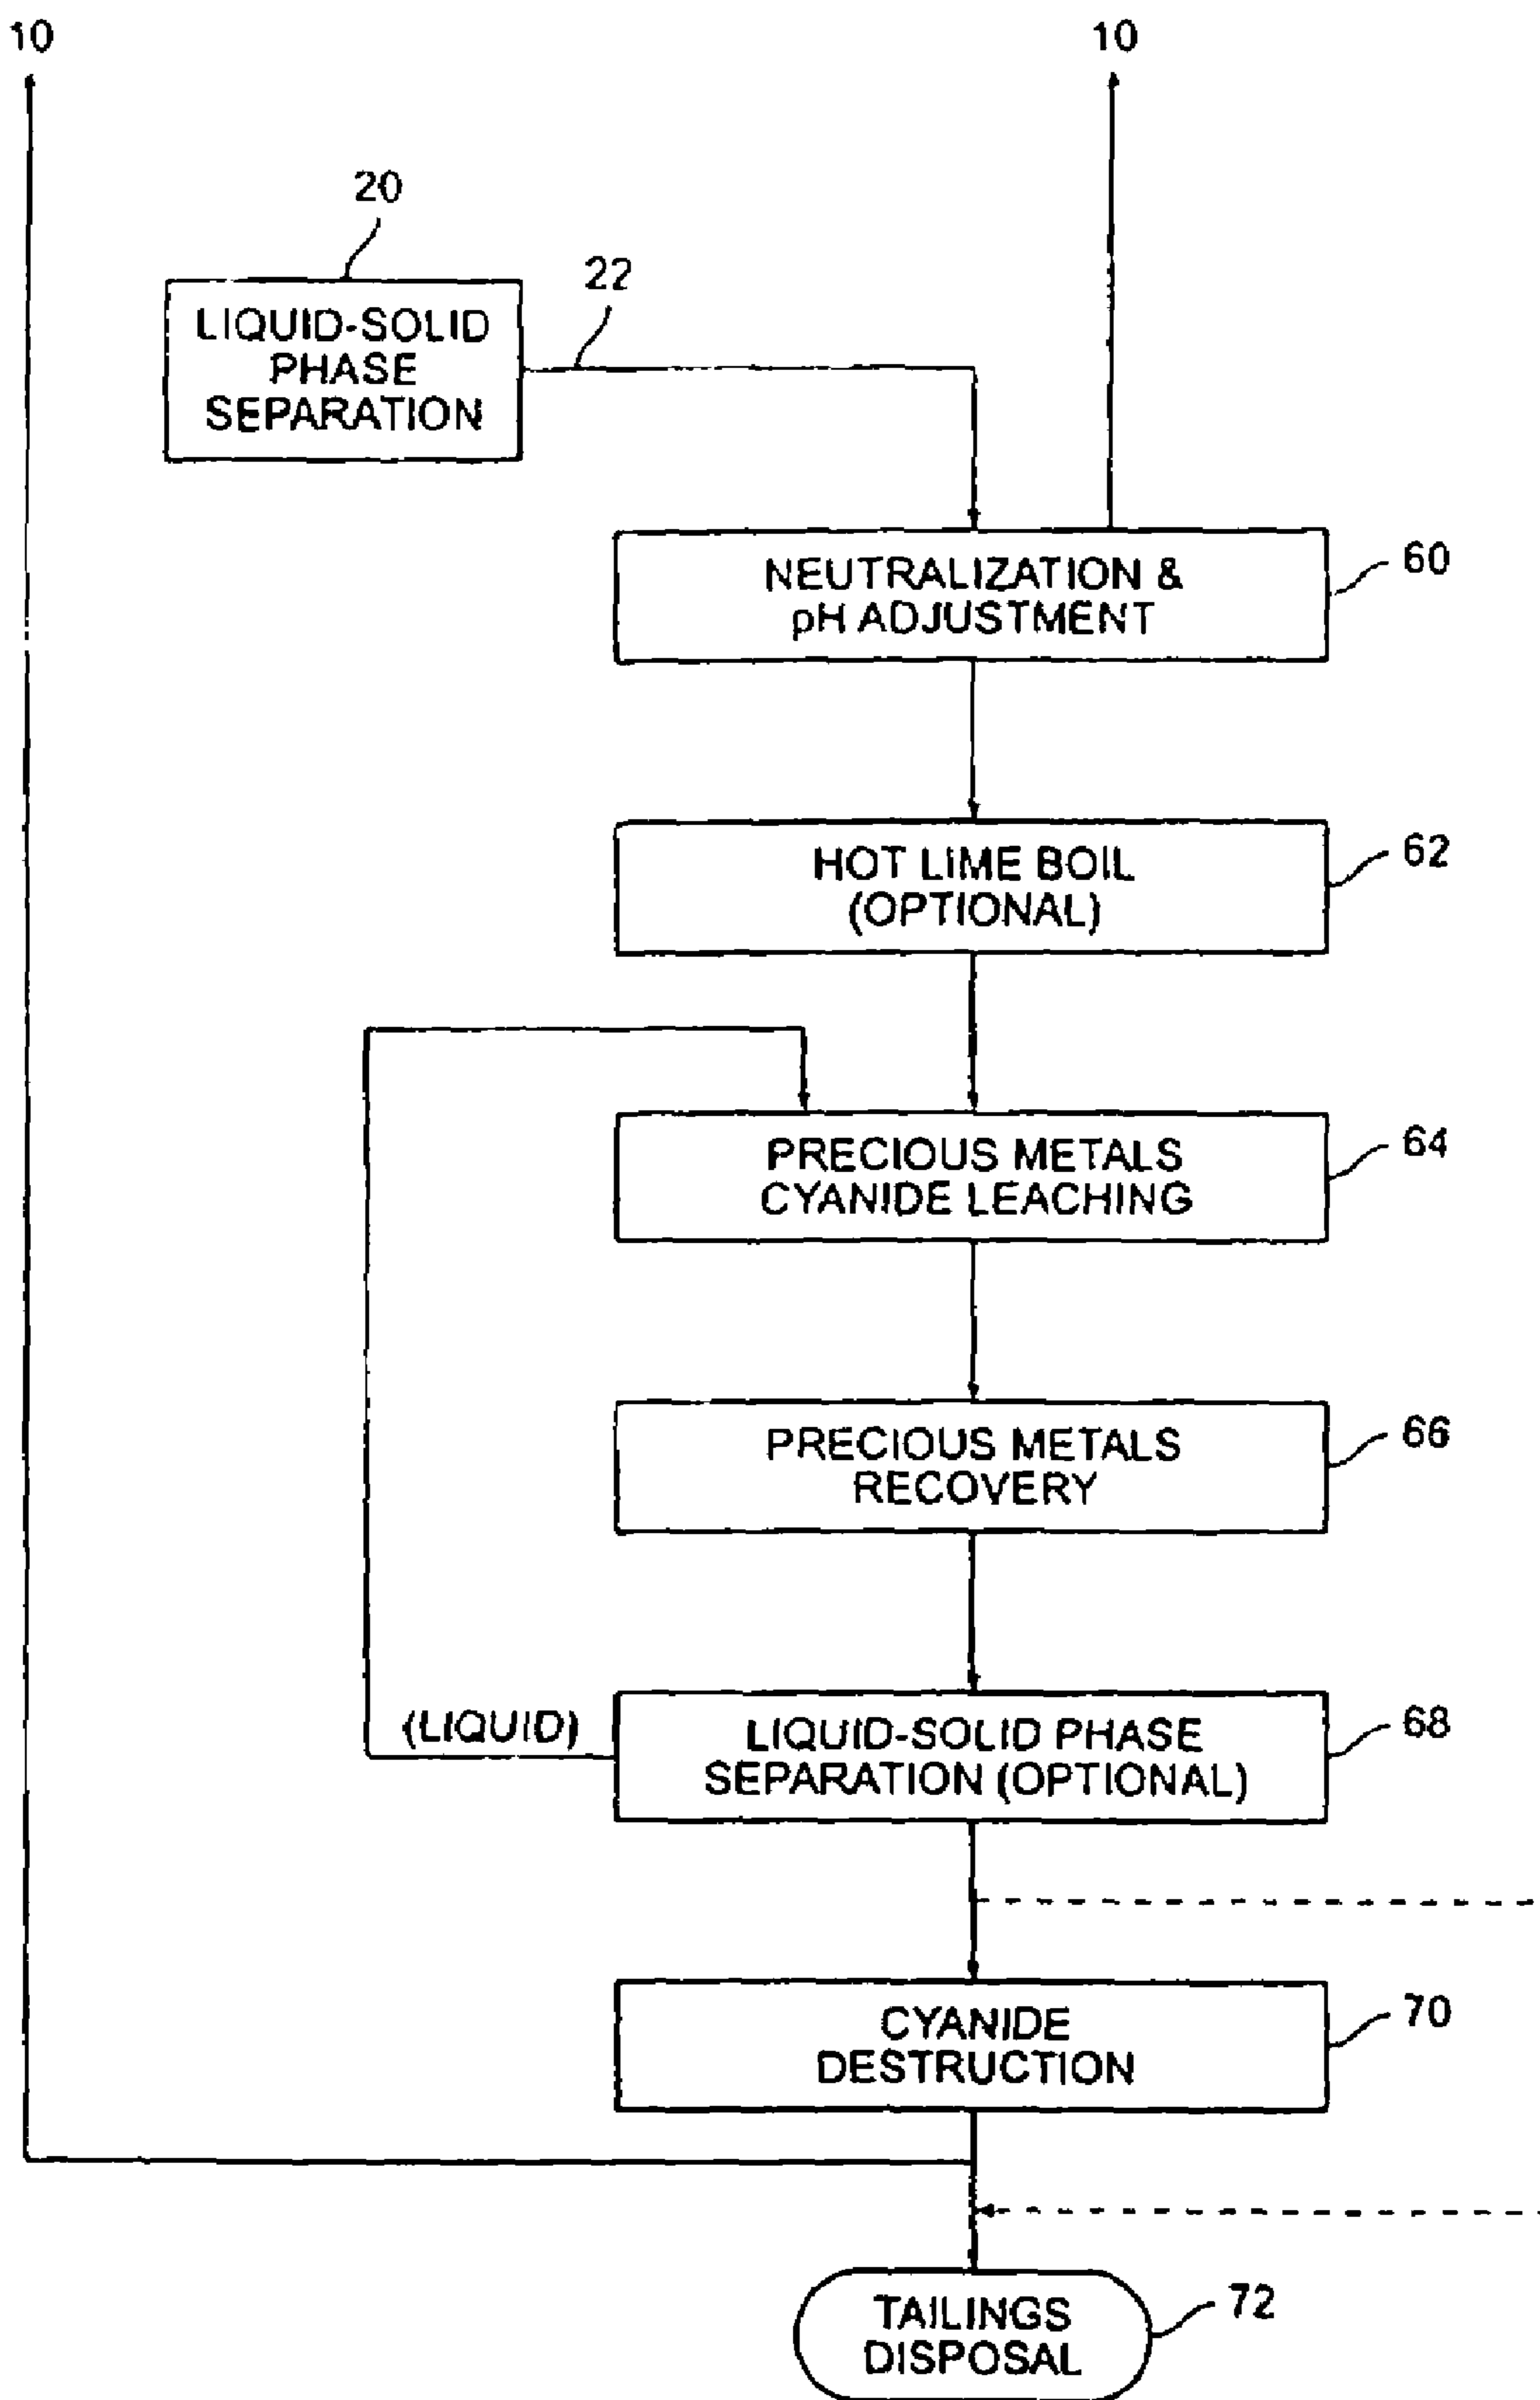 10
10
20
22
LIQUID-SOLID
PHASE
SEPARATION
NEUTRALIZATION &
pH ADJUSTMENT
60
HOT LIME BOIL
(OPTIONAL)
62
PRECIOUS METALS
CYANIDE LEACHING
64
PRECIOUS METALS
RECOVERY
66
(LIQUID)
LIQUID-SOLID PHASE
SEPARATION (OPTIONAL)
68
CYANIDE
DESTRUCTION
70
TAILINGS
DISPOSAL
72